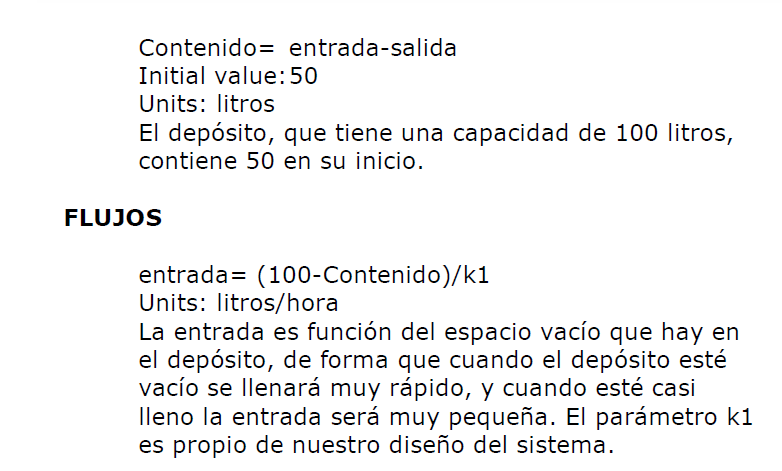 Contenido= entrada-salida
Initial value:50
Units: litros
El depósito, que tiene una capacidad de 100 litros,
contiene 50 en su inicio.
FLUJOS
entrada= (100-Contenido)/k1
Units: litros/hora
La entrada es función del espacio vacío que hay en
el depósito, de forma que cuando el depósito esté
vacío se llenará muy rápido, y cuando esté casi
lleno la entrada será muy pequeña. El parámetro k1
es propio de nuestro diseño del sistema.